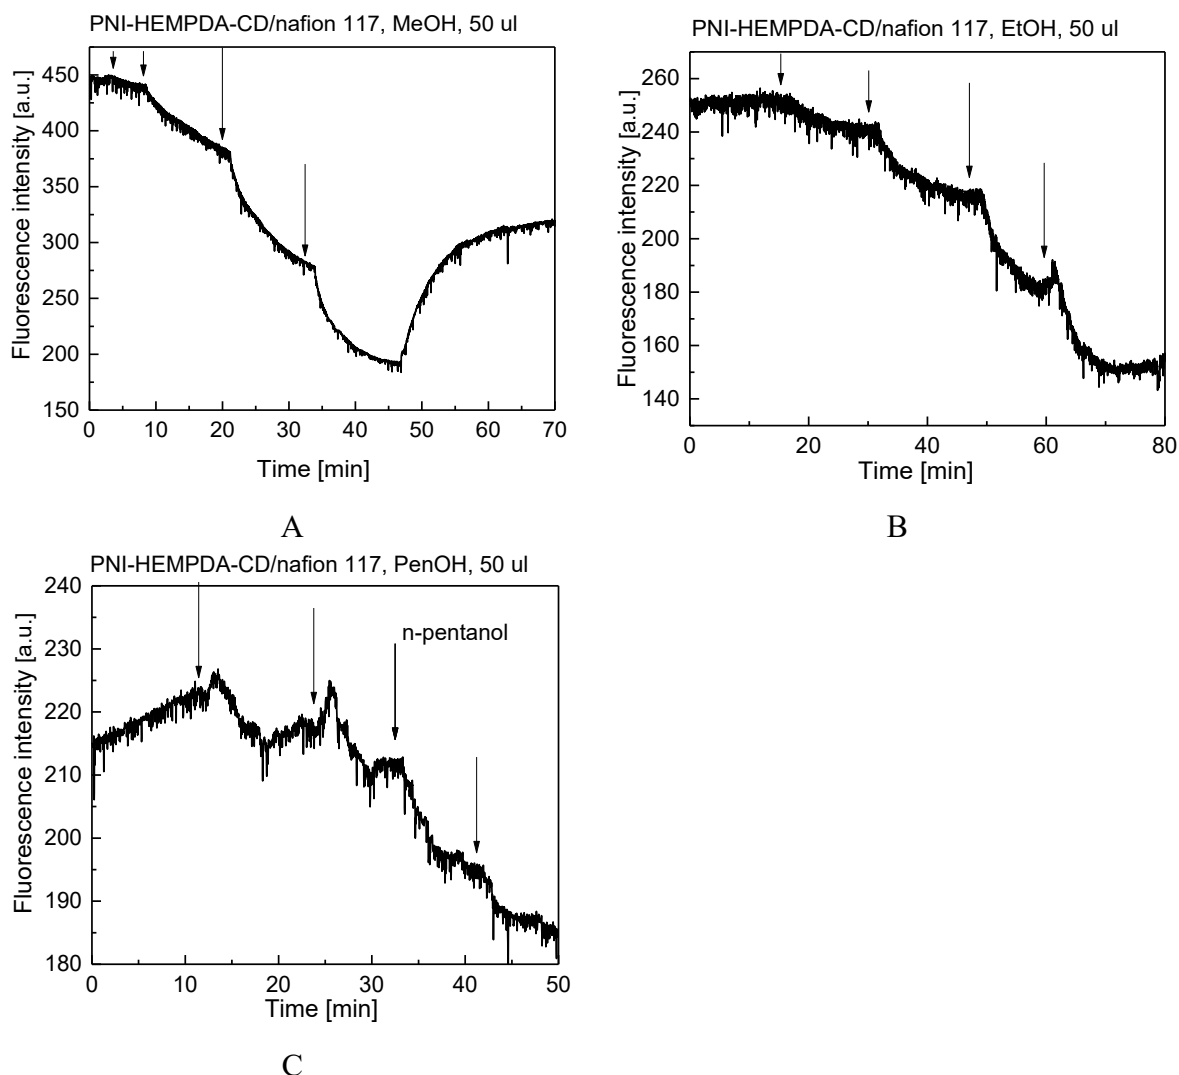 PNI-HEMPDA-CD/nafion 117, MeOH, 50 ul
Fluorescence intensity [a.u.]
450
400
350
300
250
200
150
0 10 20 30 40 50 60 70
Time [min]
A
PNI-HEMPDA-CD/nafion 117, EtOH, 50 ul
Fluorescence intensity [a.u.]
260
240
220
200
180
160
140
0 20 40 60 80
Time [min]
B
PNI-HEMPDA-CD/nafion 117, PenOH, 50 ul
Fluorescence intensity [a.u.]
240
230
220
210
200
190
180
n-pentanol
0 10 20 30 40 50
Time [min]
C